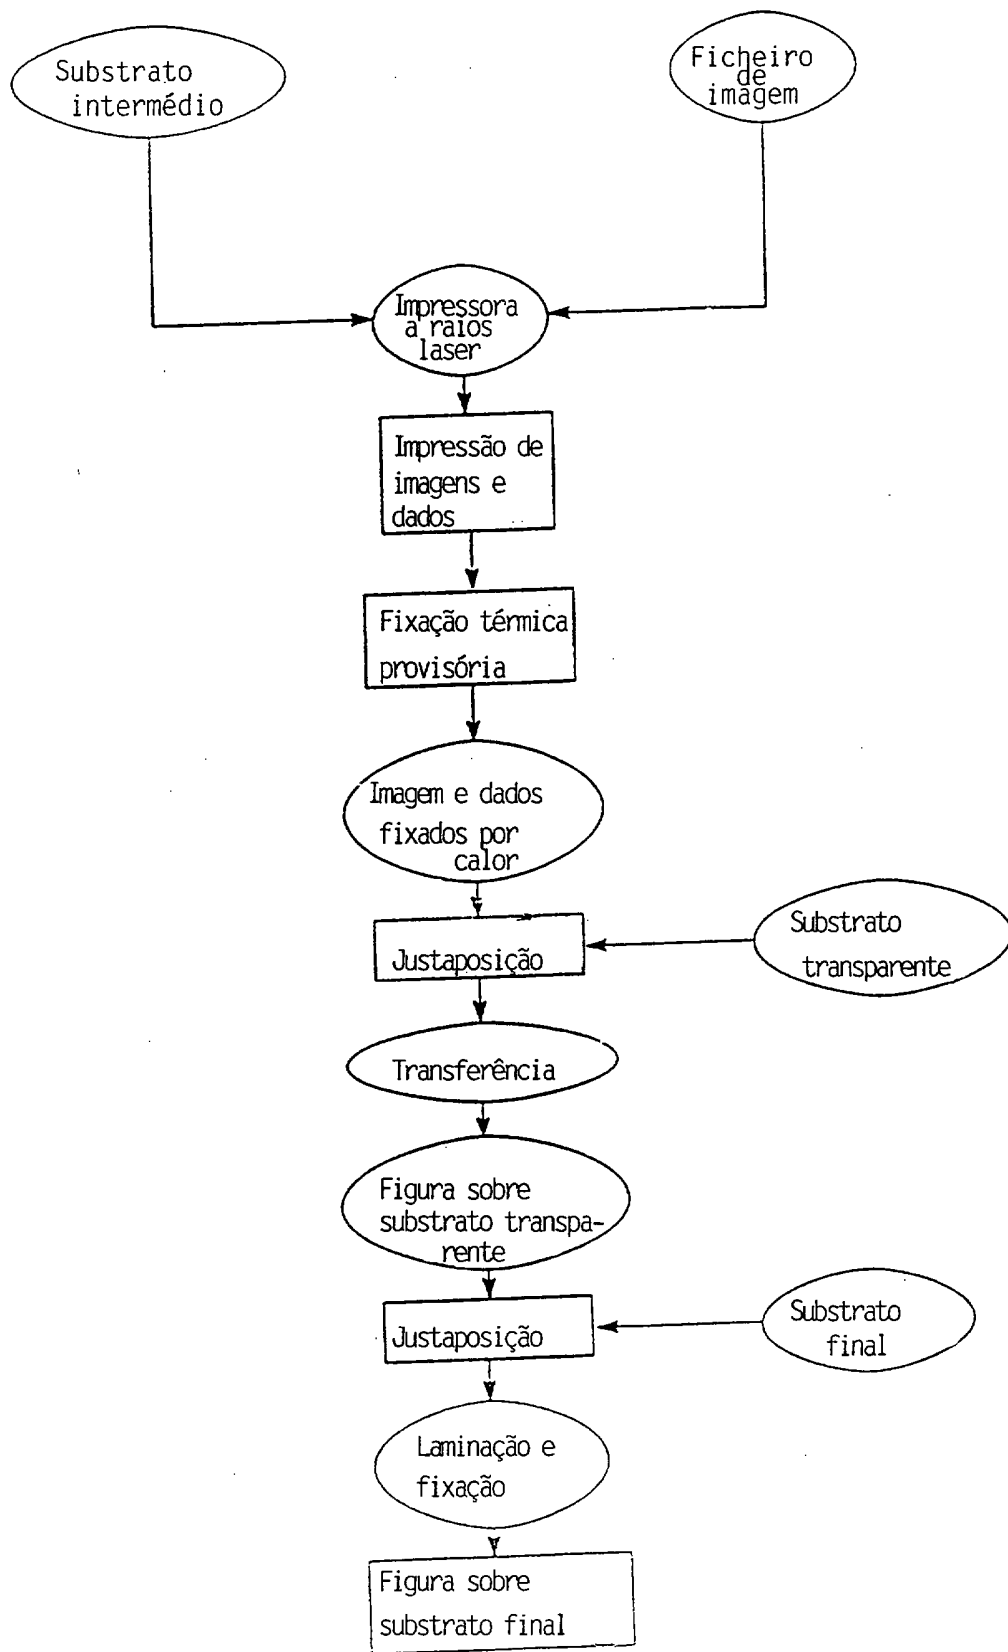 Substrato
intermédio
Ficheiro
de
imagem
Impressora
a raios
laser
Impressão de
imagens e
dados
Fixação térmica
provisória
Imagem e dados
fixados por
calor
Justaposição
Substrato
transparente
Transferência
Figura sobre
substrato transpa-
rente
Justaposição
Substrato
final
Laminação e
fixação
Figura sobre
substrato final